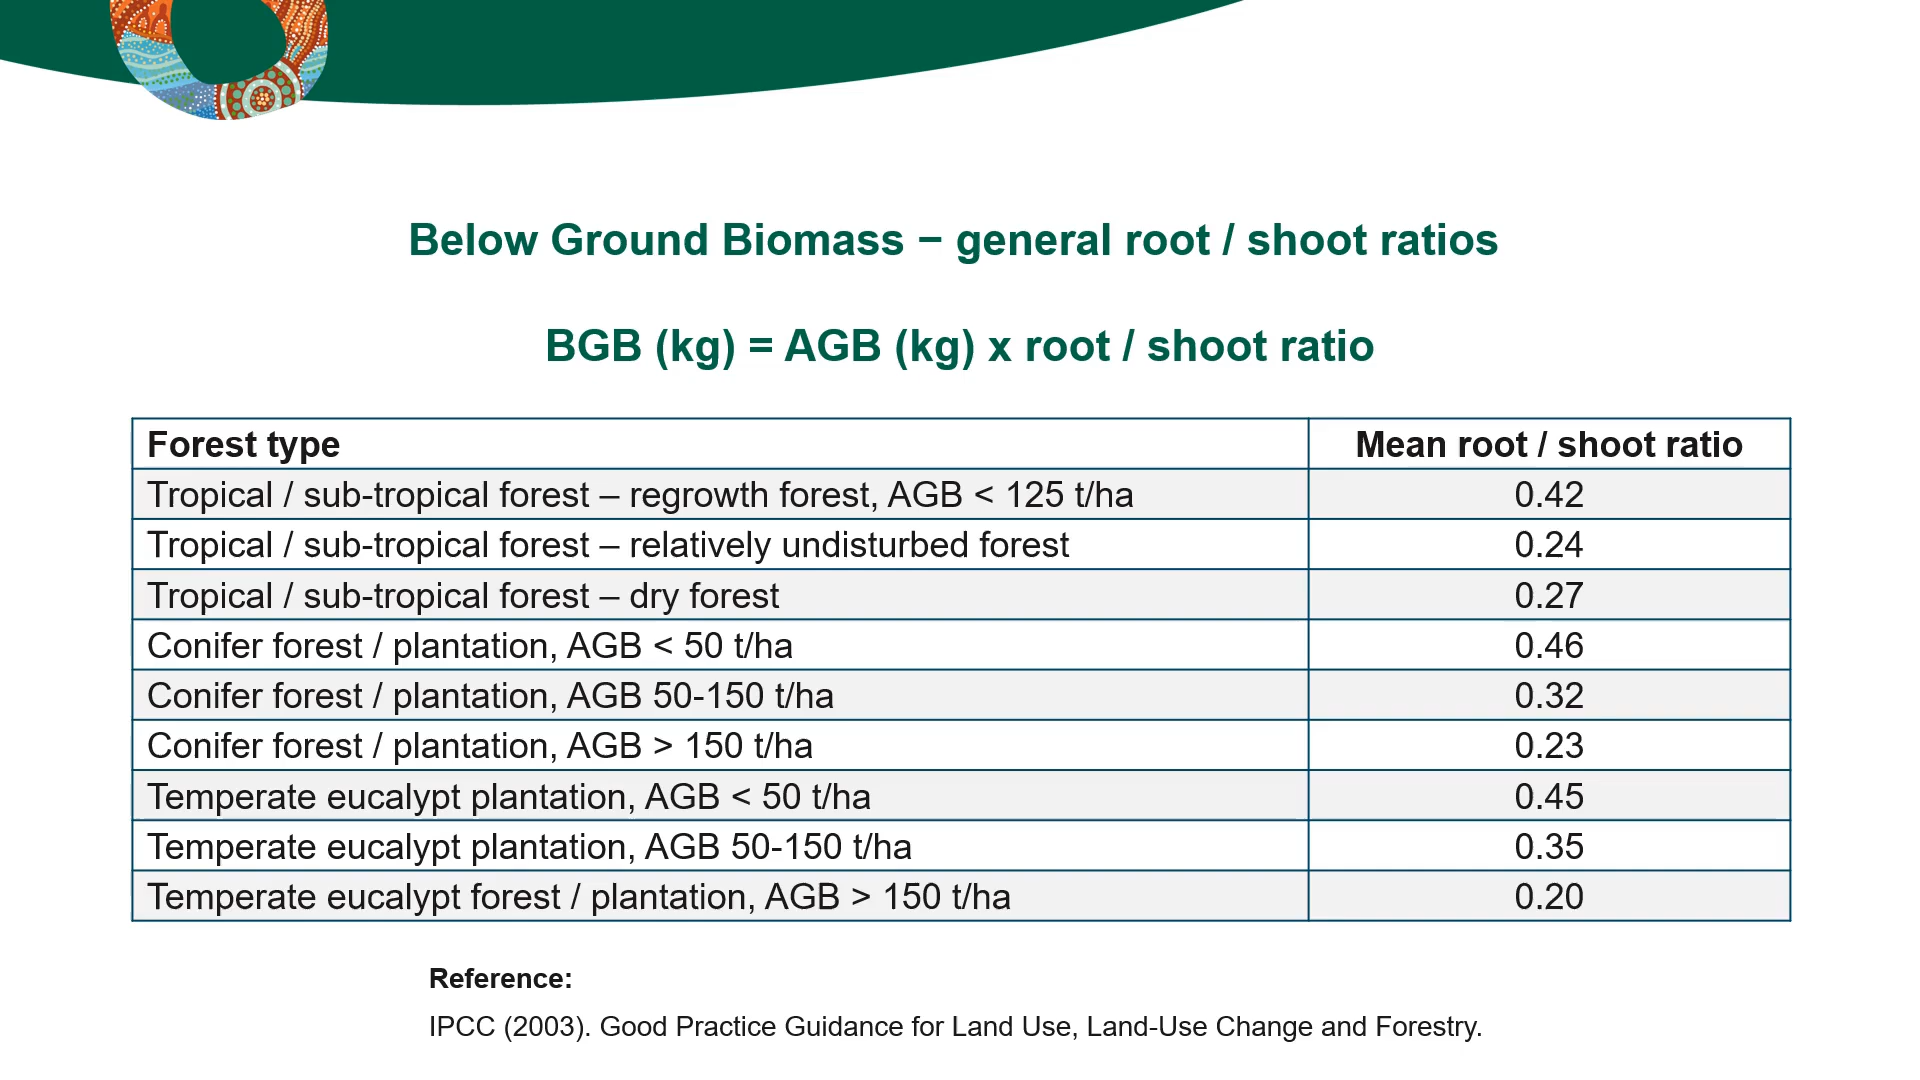 Below Ground Biomass − general root / shoot ratios
BGB (kg) = AGB (kg) x root / shoot ratio
Forest type Mean root / shoot ratio
Tropical / sub-tropical forest – regrowth forest, AGB < 125 t/ha 0.42
Tropical / sub-tropical forest – relatively undisturbed forest 0.24
Tropical / sub-tropical forest – dry forest 0.27
Conifer forest / plantation, AGB < 50 t/ha 0.46
Conifer forest / plantation, AGB 50-150 t/ha 0.32
Conifer forest / plantation, AGB > 150 t/ha 0.23
Temperate eucalypt plantation, AGB < 50 t/ha 0.45
Temperate eucalypt plantation, AGB 50-150 t/ha 0.35
Temperate eucalypt forest / plantation, AGB > 150 t/ha 0.20
Reference:
IPCC (2003). Good Practice Guidance for Land Use, Land-Use Change and Forestry.